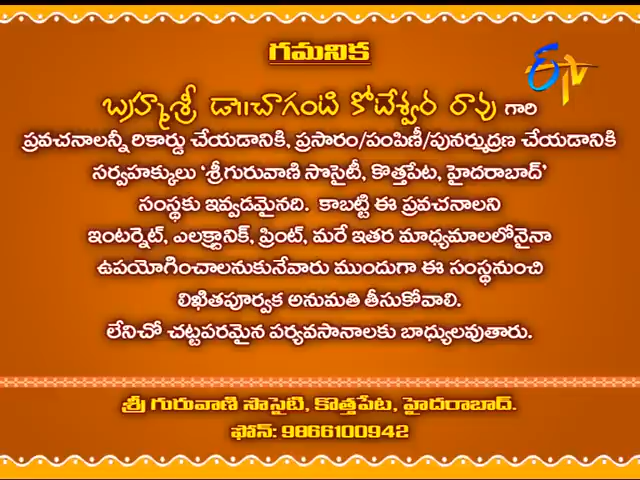 గమనిక
ETV
బ్రహ్మశ్రీ డా॥చాగంటి కోటేశ్వర రావు గారి
ప్రవచనాలన్నీ రికార్డు చేయడానికి, ప్రసారం/పంపిణీ/పునర్ముద్రణ చేయడానికి
సర్వహక్కులు ‘శ్రీగురువాణి సొసైటీ, కొత్తపేట, హైదరాబాద్’
సంస్థకు ఇవ్వడమైనది. కాబట్టి ఈ ప్రవచనాలని
ఇంటర్నెట్, ఎలక్ట్రానిక్, ప్రింట్, మరే ఇతర మాధ్యమాలలోనైనా
ఉపయోగించాలనుకునేవారు ముందుగా ఈ సంస్థనుంచి
లిఖితపూర్వక అనుమతి తీసుకోవాలి.
లేనిచో చట్టపరమైన పర్యవసానాలకు బాధ్యులవుతారు.
శ్రీ గురువాణి సొసైటి, కొత్తపేట, హైదరాబాద్.
ఫోన్: 9866100942